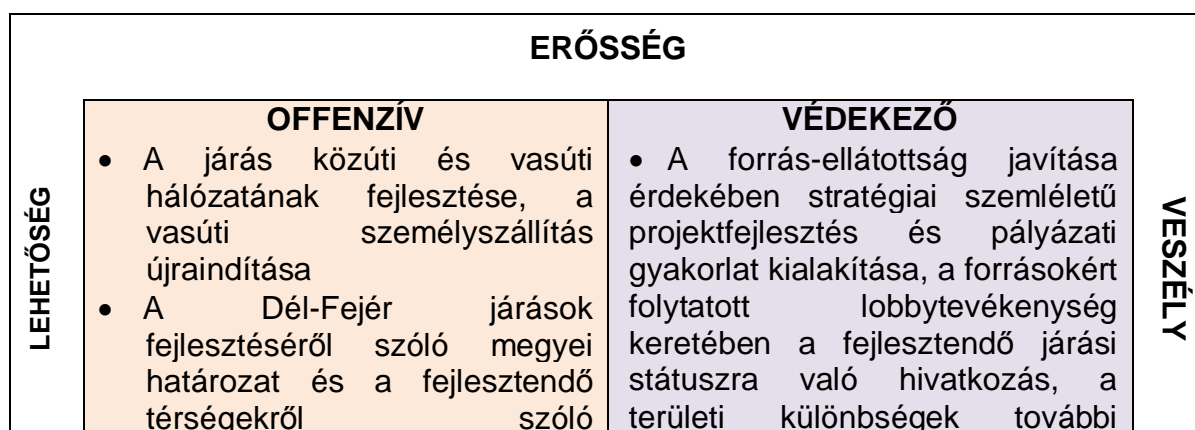 ERŐSSÉG
LEHETŐSÉG
OFFENZÍV
• A járás közúti és vasúti
hálózatának fejlesztése, a
vasúti személyszállítás
újraindítása
• A Dél-Fejér járások
fejlesztéséről szóló megyei
határozat és a fejlesztendő
térségekről szóló
VÉDEKEZŐ
• A forrás-ellátottság javítása
érdekében stratégiai szemléletű
projektfejlesztés és pályázati
gyakorlat kialakítása, a forrásokért
folytatott lobbytevékenység
keretében a fejlesztendő járási
státuszra való hivatkozás, a
területi különbségek további
VESZÉLY